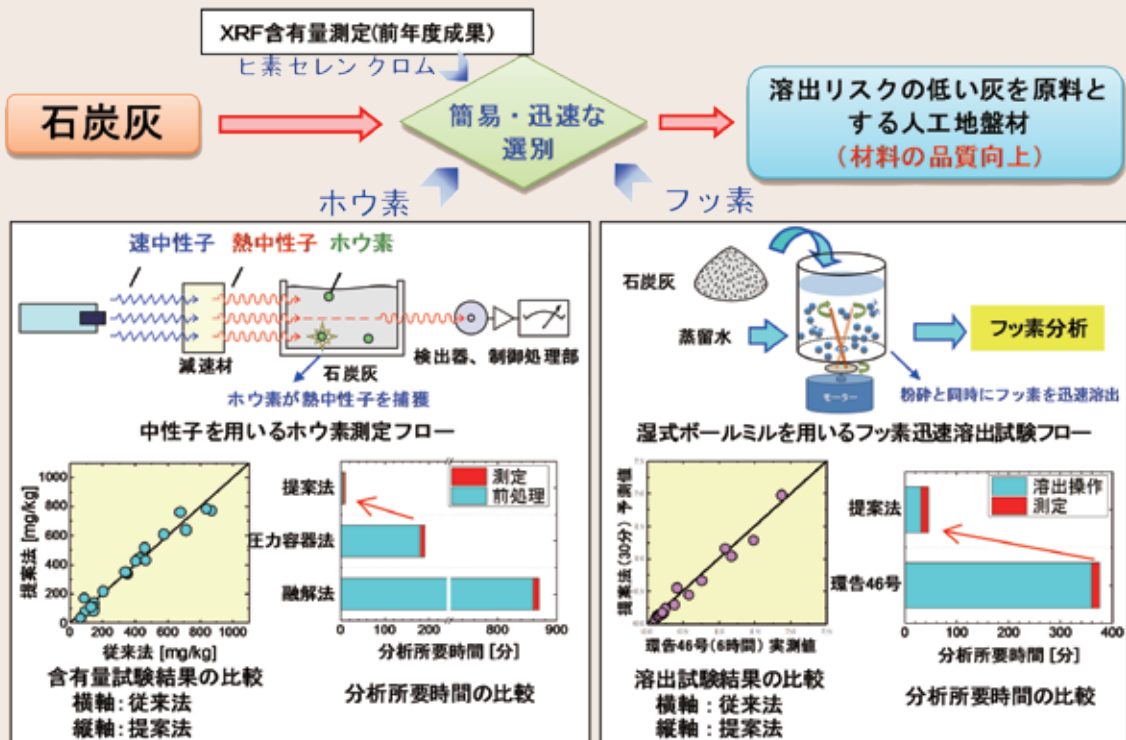 XRF含有量測定(前年度成果)
ヒ素 セレン クロム
石炭灰
簡易・迅速な
選別
溶出リスクの低い灰を原料と
する人工地盤材
(材料の品質向上)
ホウ素
フッ素
速中性子 熱中性子 ホウ素
減速材
石炭灰
検出器、制御処理部
ホウ素が熱中性子を捕獲
中性子を用いるホウ素測定フロー
提案法 [mg/kg]
1000
800
600
400
200
0
0 200 400 600 800 1000
従来法 [mg/kg]
含有量試験結果の比較
横軸:従来法
縦軸:提案法
測定
前処理
提案法
圧力容器法
融解法
0 100 200 900
分析所要時間 [分]
分析所要時間の比較
石炭灰
蒸留水
モーター
フッ素分析
粉砕と同時にフッ素を迅速溶出
湿式ボールミルを用いるフッ素迅速溶出試験フロー
提案法(30分) 予測値
環告46号(6時間) 実測値
溶出試験結果の比較
横軸:従来法
縦軸:提案法
溶出操作
測定
提案法
環告46号
0 100 200 300 400
分析所要時間 [分]
分析所要時間の比較